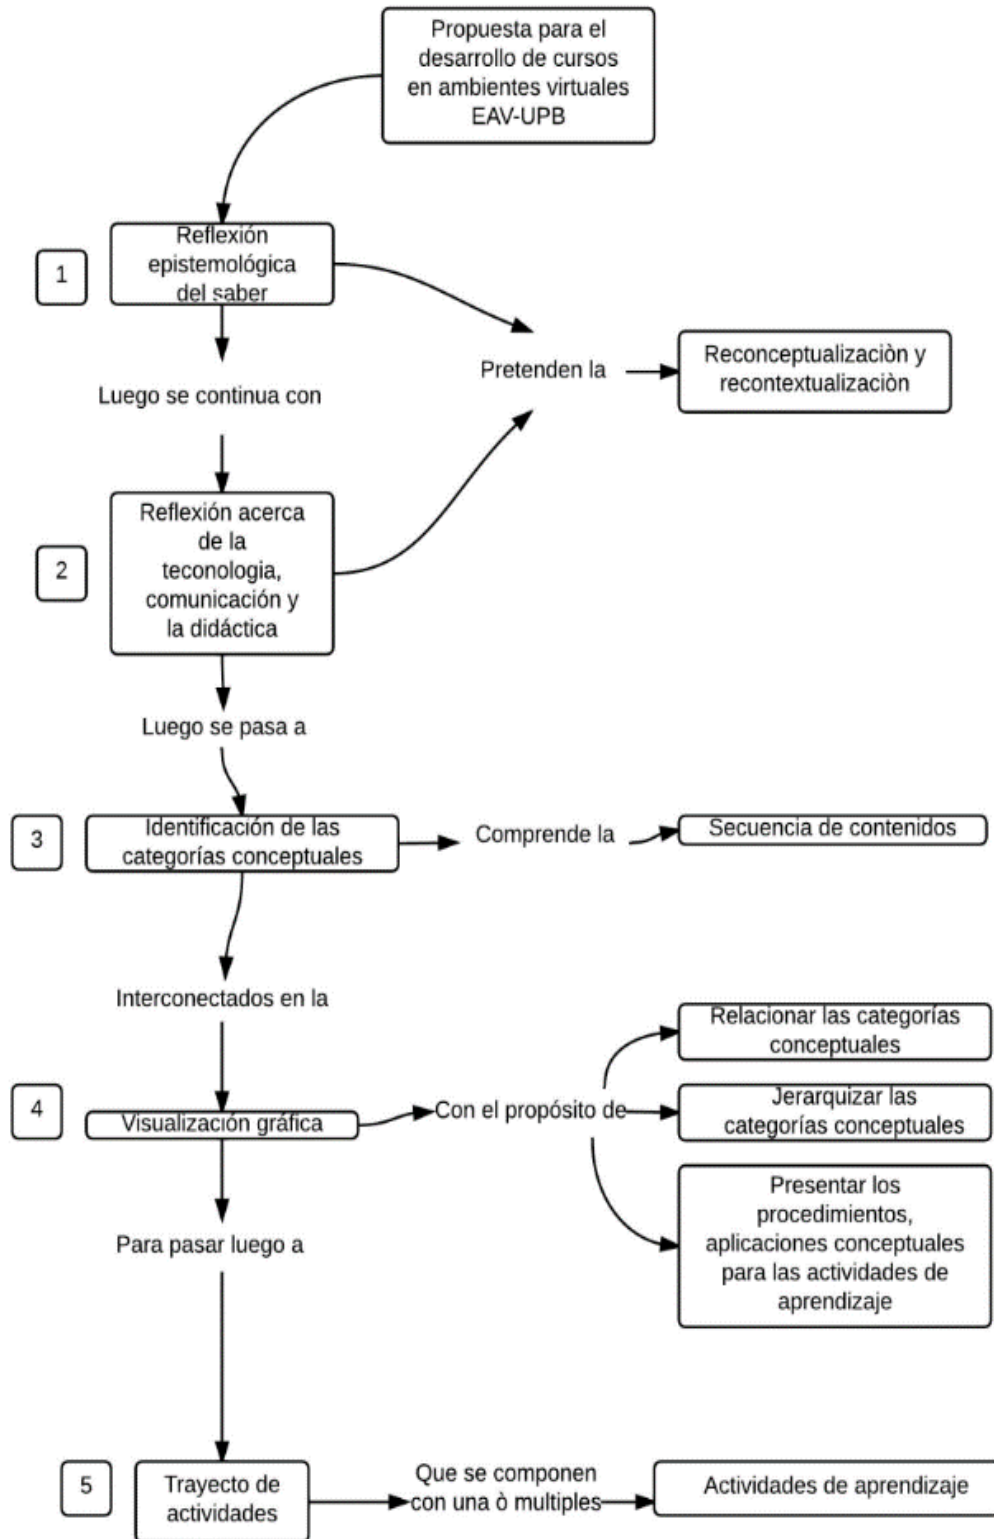 Propuesta para el
desarrollo de cursos
en ambientes virtuales
EAV-UPB
1
Reflexión
epistemológica
del saber
Luego se continua con
Pretenden la
Reconceptualizaciòn y
recontextualizaciòn
2
Reflexión acerca
de la
teconologia,
comunicación y
la didáctica
Luego se pasa a
3
Identificación de las
categorías conceptuales
Comprende la
Secuencia de contenidos
Interconectados en la
4
Visualización gráfica
Con el propósito de
Relacionar las categorías
conceptuales
Jerarquizar las
categorías conceptuales
Presentar los
procedimientos,
aplicaciones conceptuales
para las actividades de
aprendizaje
Para pasar luego a
5
Trayecto de
actividades
Que se componen
con una ò multiples
Actividades de aprendizaje